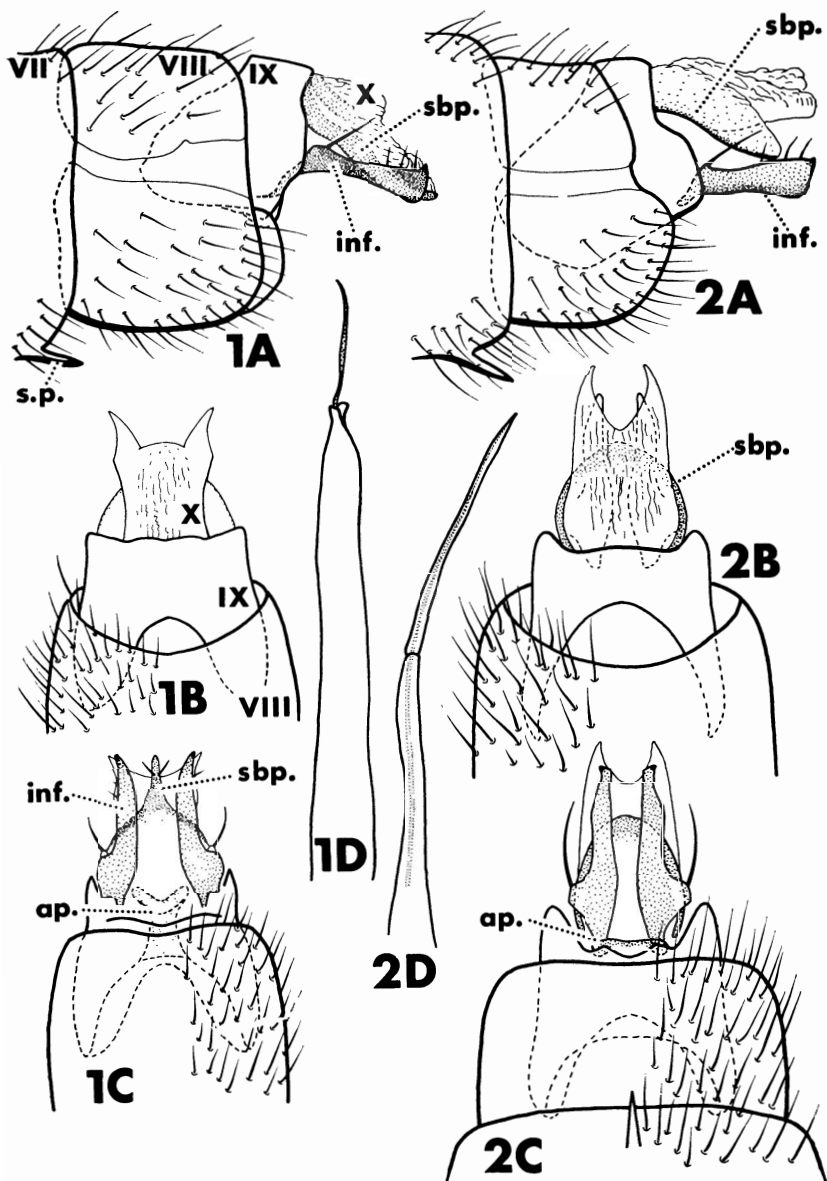 VII
VIII
IX
X
sbp.
inf.
1A
s.p.
sbp.
inf.
2A
X
IX
1B
VIII
sbp.
2B
inf.
sbp.
ap.
1C
1D
2D
ap.
2C